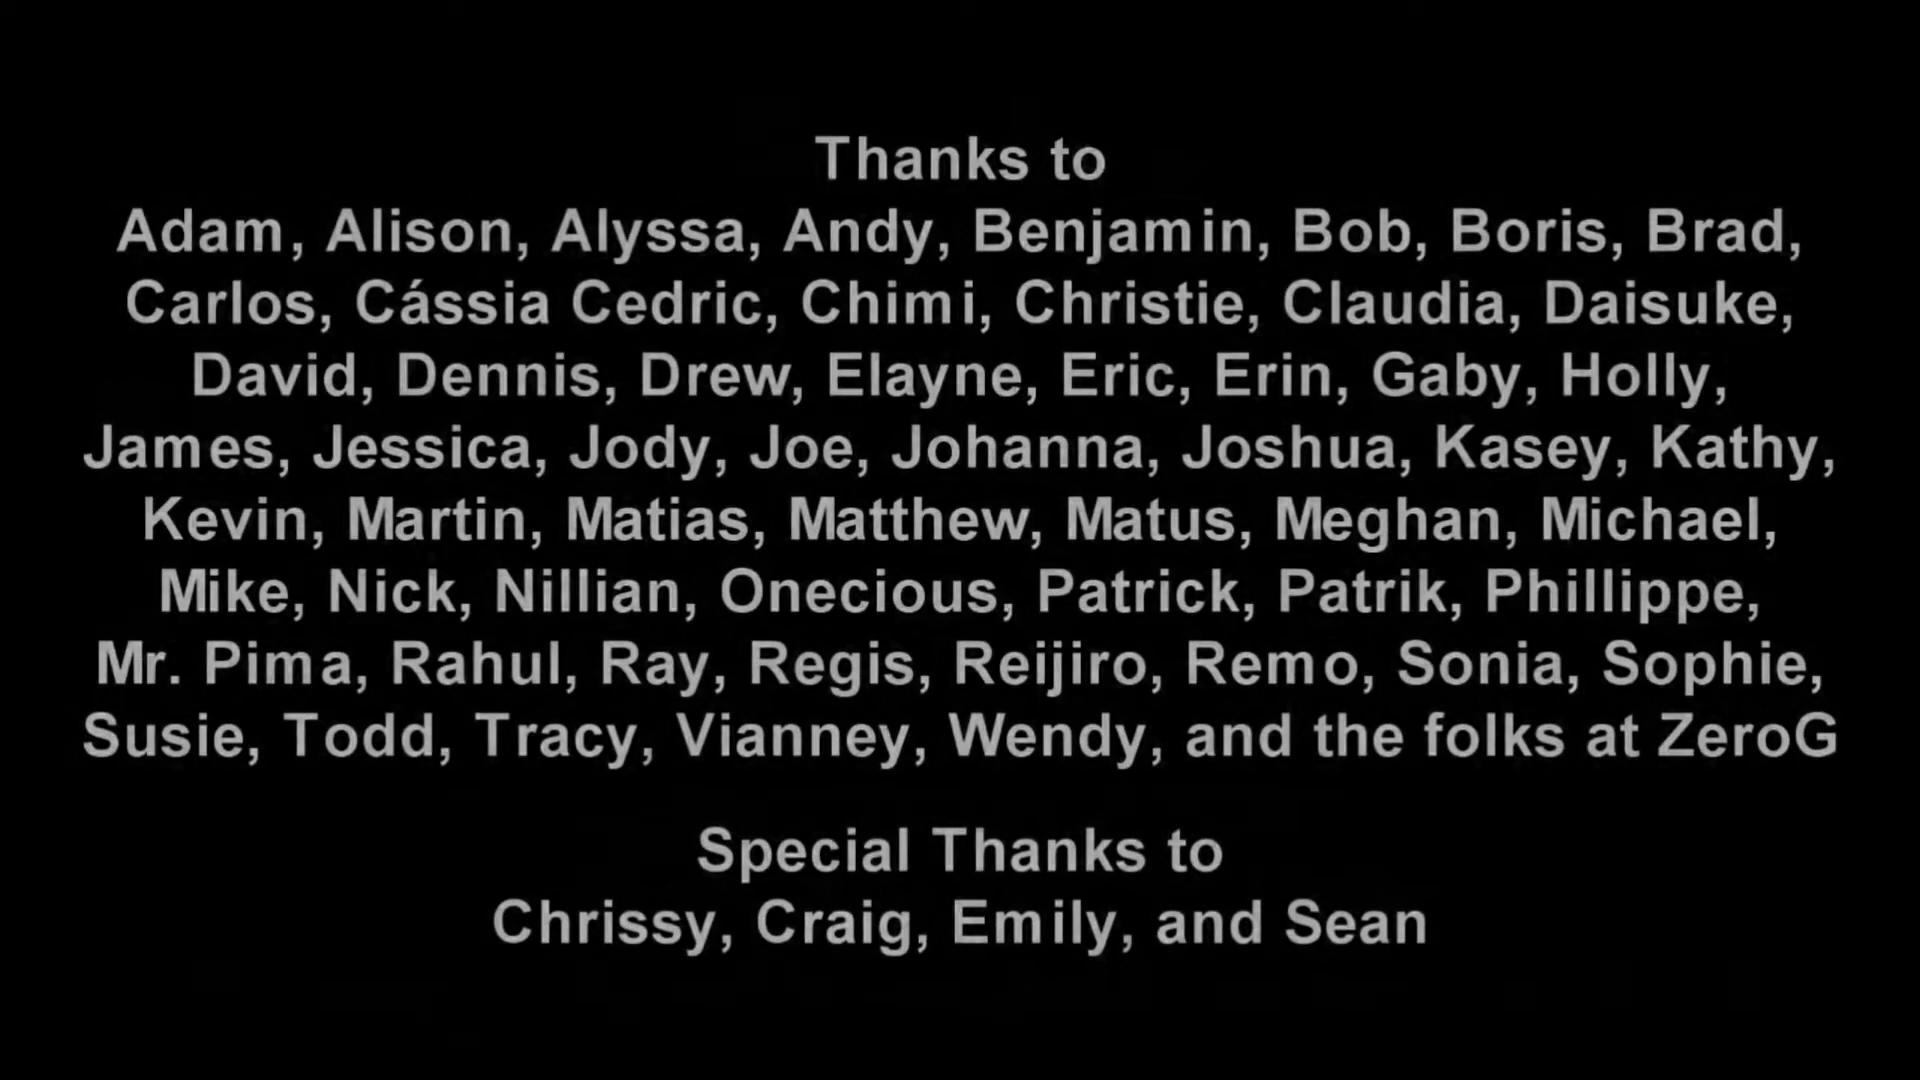 Thanks to
Adam, Alison, Alyssa, Andy, Benjamin, Bob, Boris, Brad,
Carlos, Cássia Cedric, Chimi, Christie, Claudia, Daisuke,
David, Dennis, Drew, Elayne, Eric, Erin, Gaby, Holly,
James, Jessica, Jody, Joe, Johanna, Joshua, Kasey, Kathy,
Kevin, Martin, Matias, Matthew, Matus, Meghan, Michael,
Mike, Nick, Nillian, Onecious, Patrick, Patrik, Phillippe,
Mr. Pima, Rahul, Ray, Regis, Reijiro, Remo, Sonia, Sophie,
Susie, Todd, Tracy, Vianney, Wendy, and the folks at ZeroG
Special Thanks to
Chrissy, Craig, Emily, and Sean